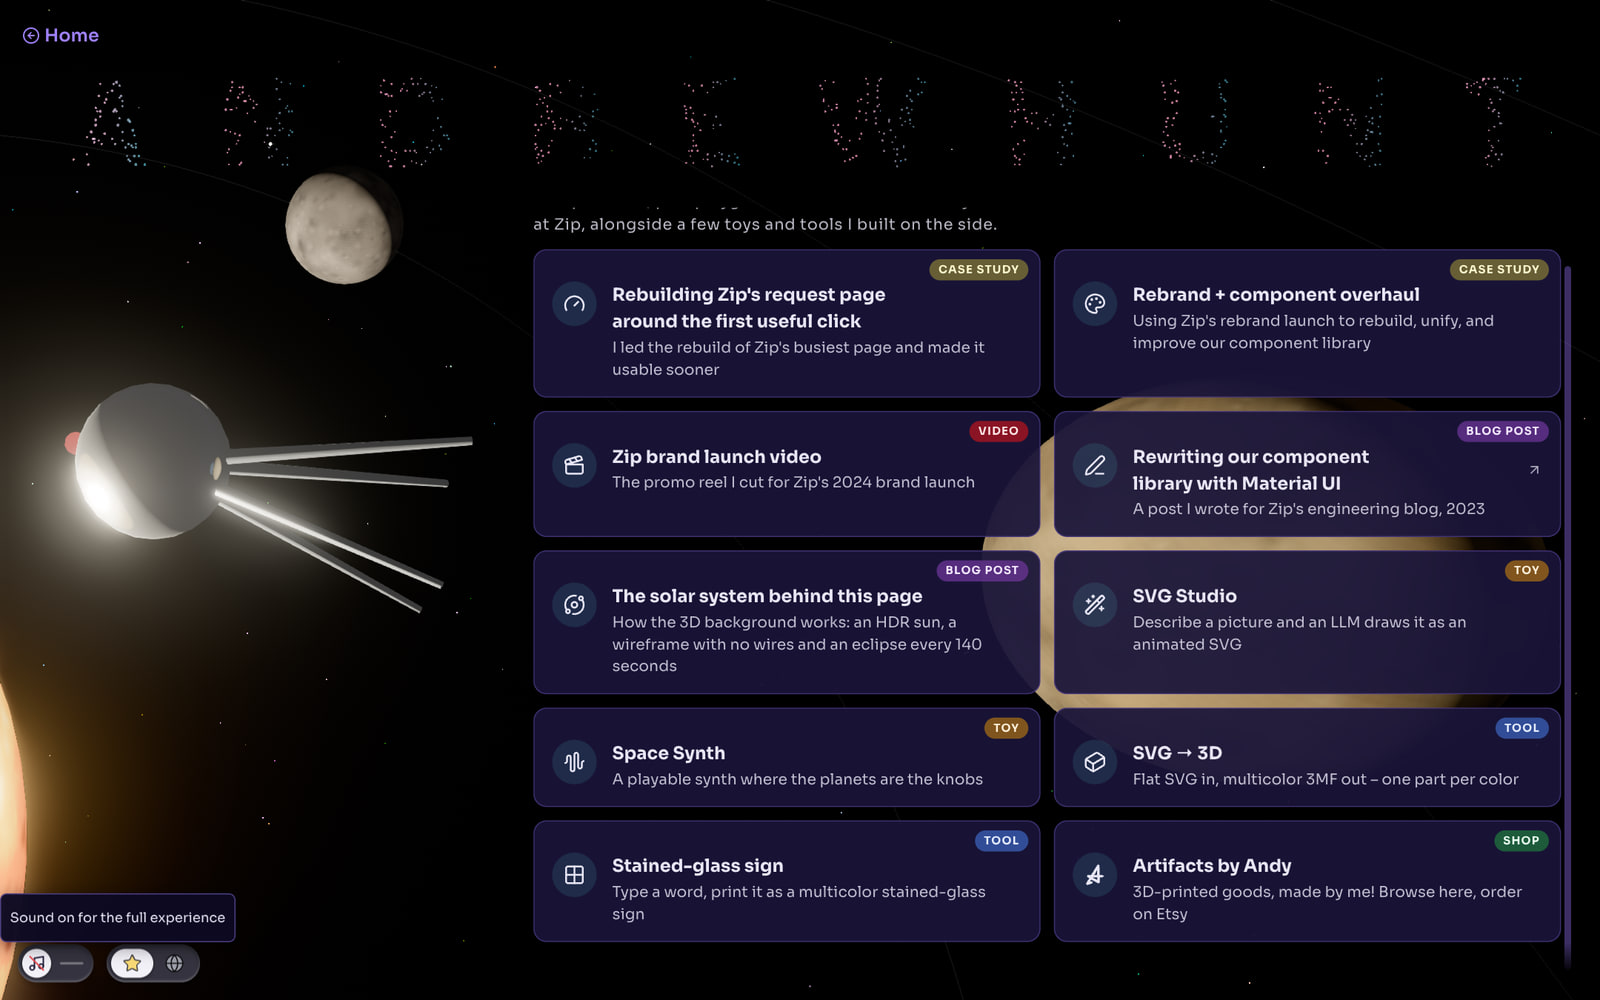 Home
ANDREW HUNT
at Zip, alongside a few toys and tools I built on the side.
CASE STUDY
Rebuilding Zip's request page
around the first useful click
I led the rebuild of Zip's busiest page and made it
usable sooner
CASE STUDY
Rebrand + component overhaul
Using Zip's rebrand launch to rebuild, unify, and
improve our component library
VIDEO
Zip brand launch video
The promo reel I cut for Zip's 2024 brand launch
BLOG POST
Rewriting our component
library with Material UI
A post I wrote for Zip's engineering blog, 2023
BLOG POST
The solar system behind this page
How the 3D background works: an HDR sun, a
wireframe with no wires and an eclipse every 140
seconds
TOY
SVG Studio
Describe a picture and an LLM draws it as an
animated SVG
TOY
Space Synth
A playable synth where the planets are the knobs
TOOL
SVG → 3D
Flat SVG in, multicolor 3MF out – one part per color
TOOL
Stained-glass sign
Type a word, print it as a multicolor stained-glass
sign
SHOP
Artifacts by Andy
3D-printed goods, made by me! Browse here, order
on Etsy
Sound on for the full experience